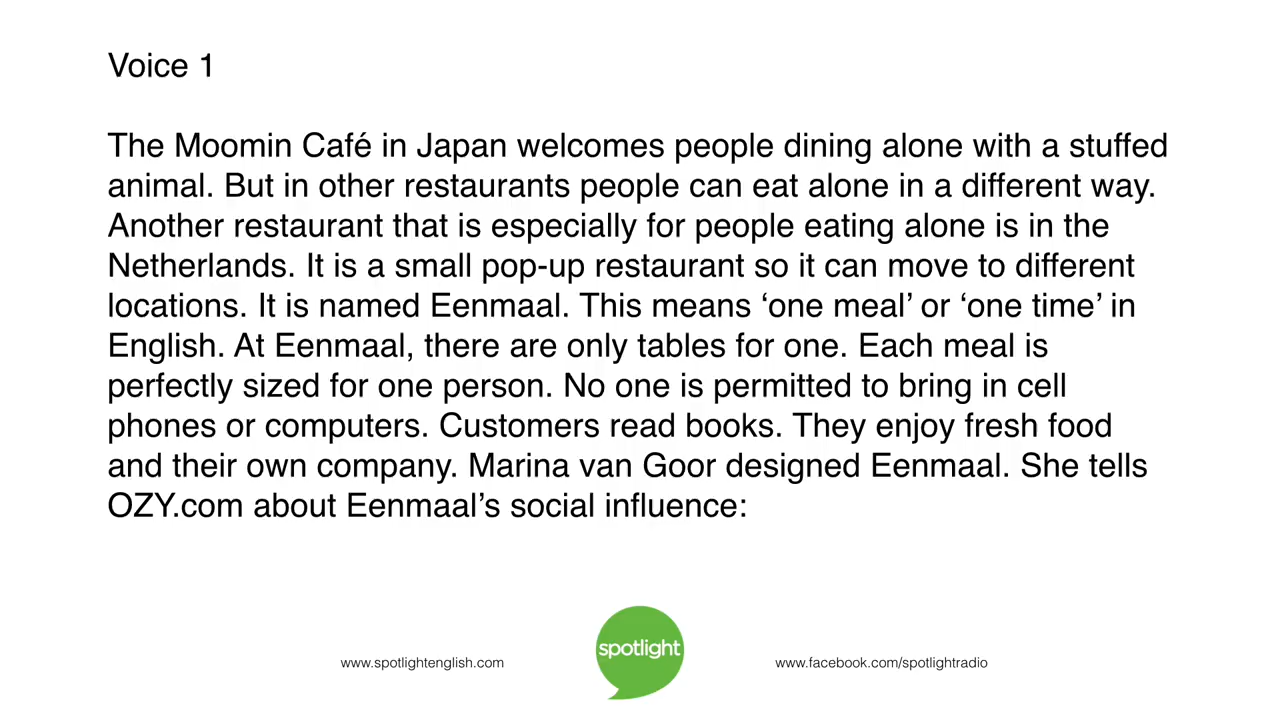 Voice 1
The Moomin Café in Japan welcomes people dining alone with a stuffed
animal. But in other restaurants people can eat alone in a different way.
Another restaurant that is especially for people eating alone is in the
Netherlands. It is a small pop-up restaurant so it can move to different
locations. It is named Eenmaal. This means ‘one meal’ or ‘one time’ in
English. At Eenmaal, there are only tables for one. Each meal is
perfectly sized for one person. No one is permitted to bring in cell
phones or computers. Customers read books. They enjoy fresh food
and their own company. Marina van Goor designed Eenmaal. She tells
OZY.com about Eenmaal’s social influence:
www.spotlightenglish.com
spotlight
www.facebook.com/spotlightradio